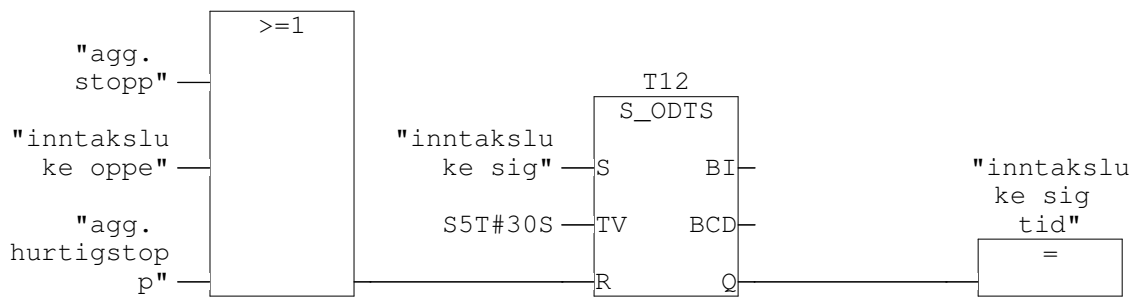 >=1
"agg.
stopp"
"inntakslu
ke oppe"
"agg.
hurtigstop
p"
T12
S_ODTS
"inntakslu
ke sig"
S
BI
S5T#30S
TV
BCD
R
Q
"inntakslu
ke sig
tid"
=